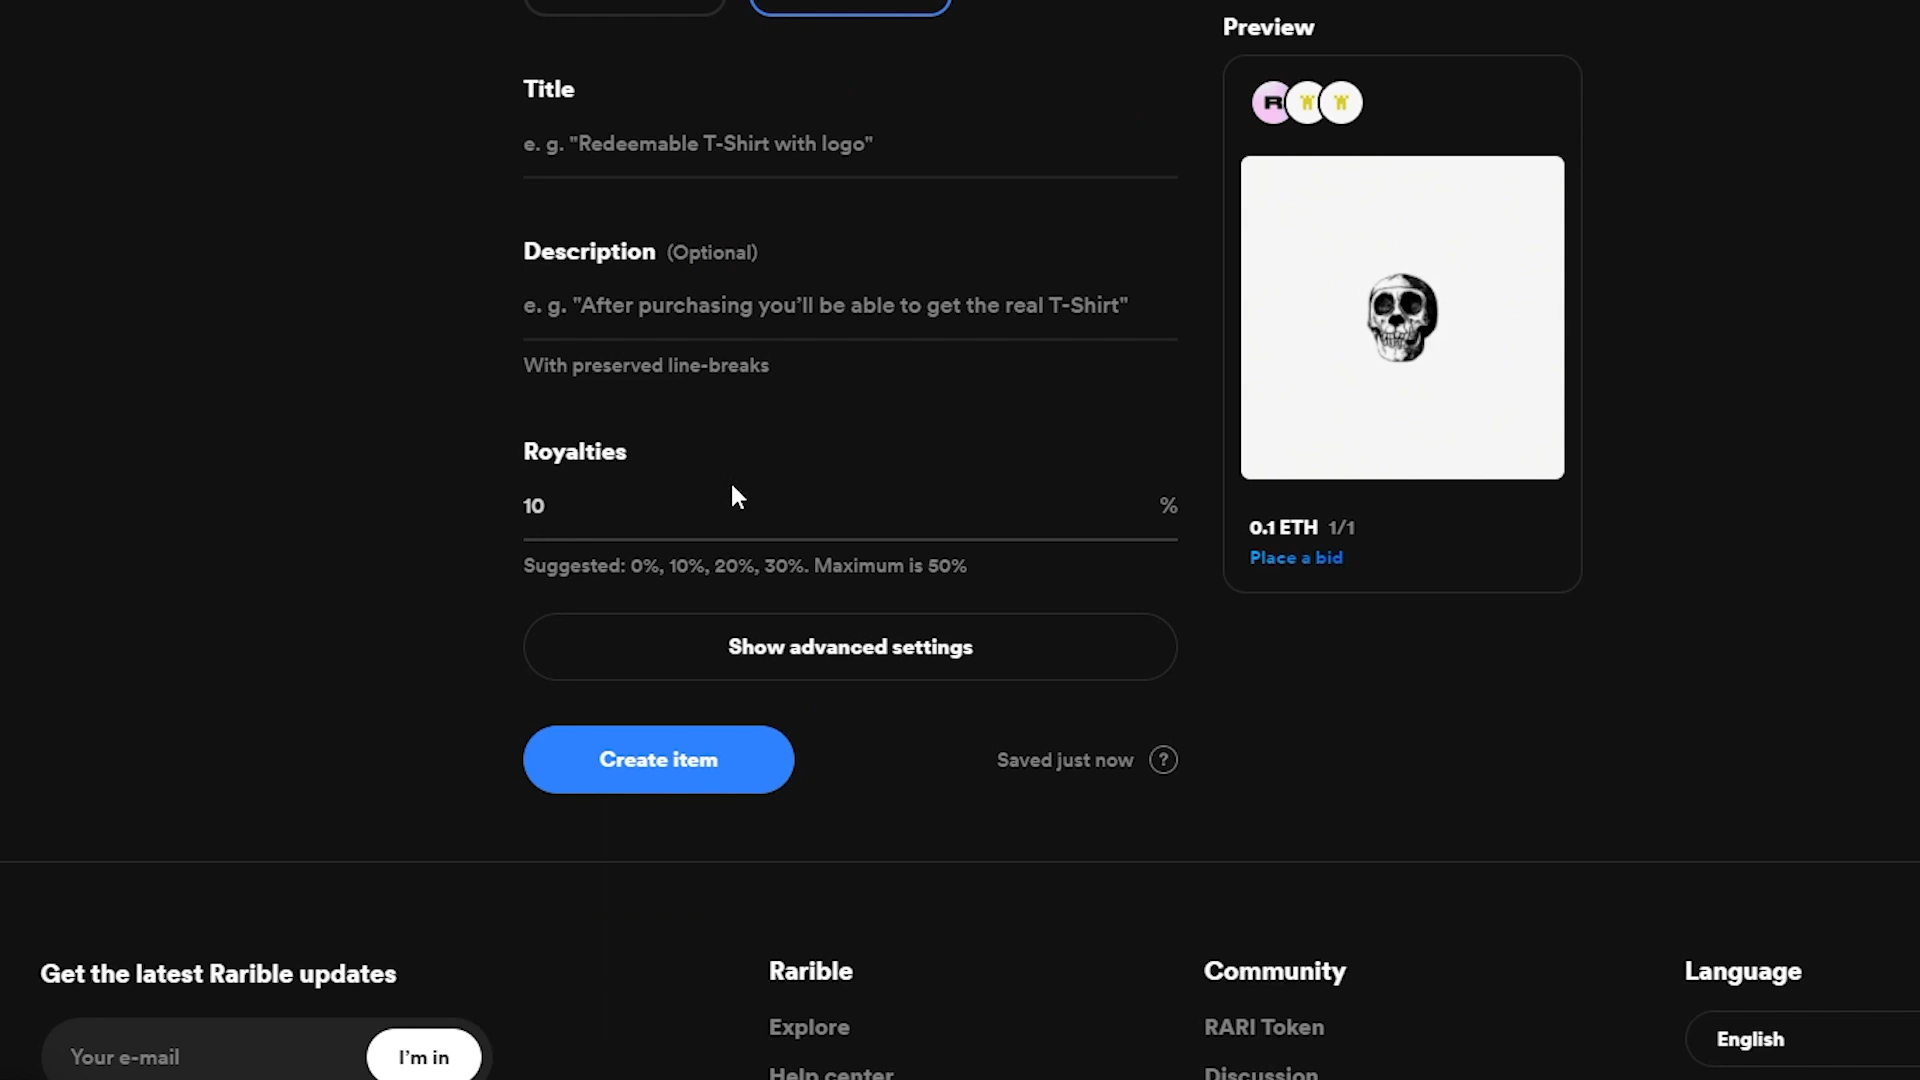 Preview
R
Title
e. g. "Redeemable T-Shirt with logo"
Description (Optional)
e. g. "After purchasing you’ll be able to get the real T-Shirt"
With preserved line-breaks
Royalties
10 %
Suggested: 0%, 10%, 20%, 30%. Maximum is 50%
0.1 ETH 1/1
Place a bid
Show advanced settings
Create item
Saved just now ?
Get the latest Rarible updates
Your e-mail
I’m in
Rarible
Explore
Help center
Community
RARI Token
Discussion
Language
English